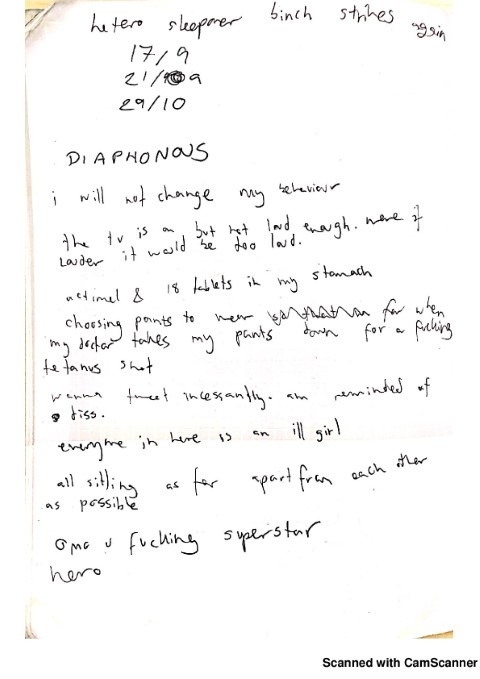 hetero sleeparer binch strikes again
17/9
21/9
29/10
DIAPHONOUS
i will not change my behaviour
the tv is on but not loud enough. were it
louder it would be too loud.
actimel & 18 tablets in my stomach
choosing pants to wear for when
my doctor takes my pants down for a fucking
tetanus shot
wanna tweet incessantly. am reminded of
diss.
everyone in here is an ill girl
all sitting as far apart from each other
as possible
omg u fucking superstar
hero
Scanned with CamScanner